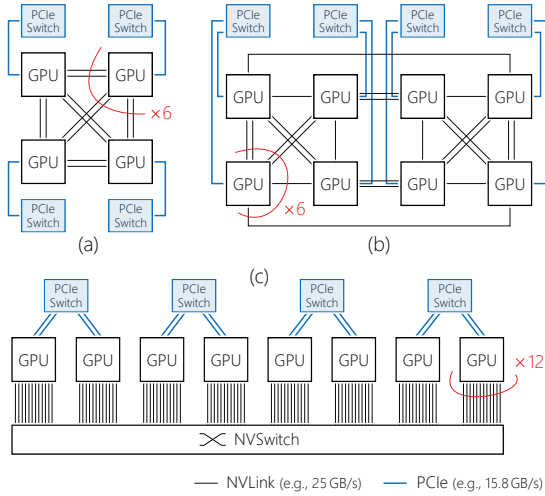 PCIe
Switch
PCIe
Switch
GPU
GPU
×6
GPU
GPU
PCIe
Switch
PCIe
Switch
(a)
PCIe
Switch
PCIe
Switch
PCIe
Switch
PCIe
Switch
GPU
GPU
GPU
GPU
GPU
GPU
GPU
GPU
×6
(b)
(c)
PCIe
Switch
PCIe
Switch
PCIe
Switch
PCIe
Switch
GPU
GPU
GPU
GPU
GPU
GPU
GPU
GPU
×12
NVSwitch
NVLink (e.g., 25 GB/s)
PCIe (e.g., 15.8 GB/s)